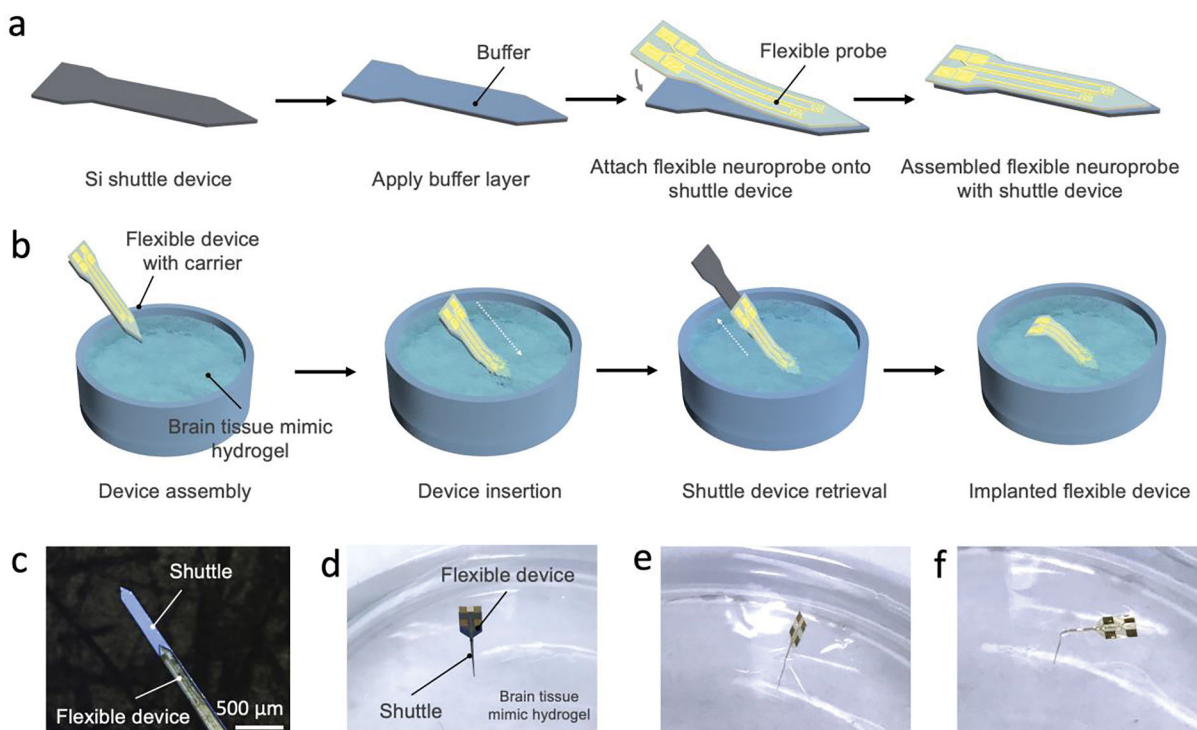 a
Buffer
Flexible probe
Si shuttle device
Apply buffer layer
Attach flexible neuroprobe onto
shuttle device
Assembled flexible neuroprobe
with shuttle device
b
Flexible device
with carrier
Brain tissue mimic
hydrogel
Device assembly
Device insertion
Shuttle device retrieval
Implanted flexible device
c
Shuttle
Flexible device
500 μm
d
Flexible device
Shuttle
Brain tissue
mimic hydrogel
e
f